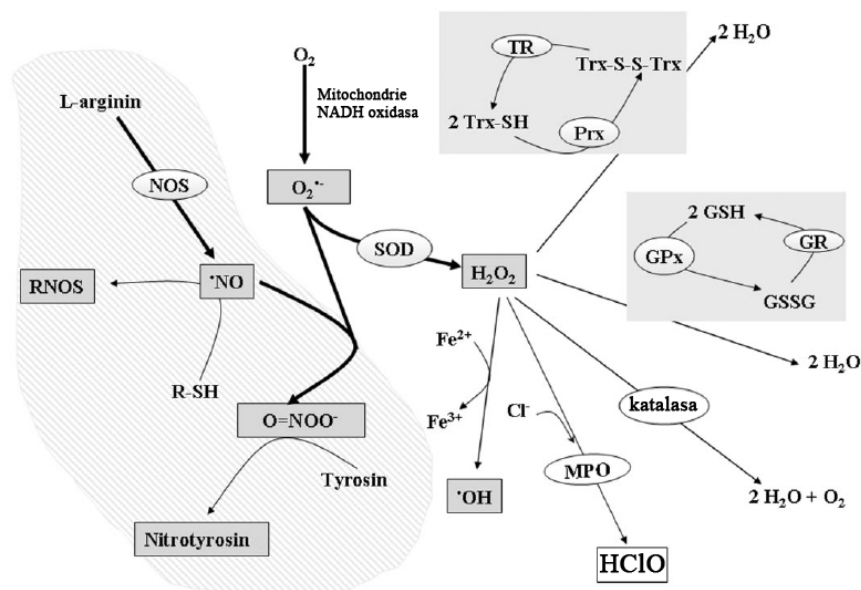 O₂
Mitochondrie
NADH oxidasa
L-arginin
NOS
O₂•-
SOD
H₂O₂
•NO
RNOS
R-SH
O=NOO⁻
Tyrosin
Nitrotyrosin
TR
Trx-S-S-Trx
2 Trx-SH
Prx
2 H₂O
2 GSH
GPx
GR
GSSG
2 H₂O
Fe²⁺
Fe³⁺
•OH
Cl⁻
MPO
HClO
katalasa
2 H₂O + O₂